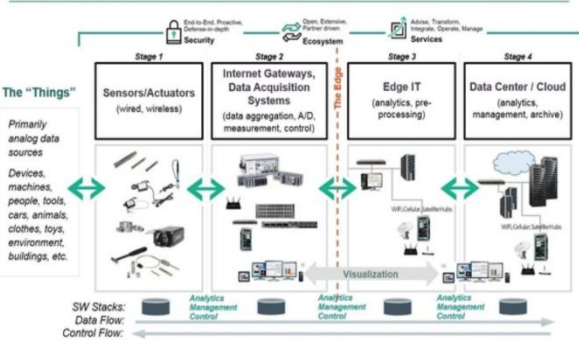 End-to-End, Proactive,
Defense-in-depth
Security
Open, Extensive,
Partner driven
Ecosystem
Advise, Transform,
Integrate, Operate, Manage
Services
The "Things"
Primarily
analog data
sources
Devices,
machines,
people, tools,
cars, animals,
clothes, toys,
environment,
buildings, etc.
Stage 1
Sensors/Actuators
(wired, wireless)
Stage 2
Internet Gateways,
Data Acquisition
Systems
(data aggregation, A/D,
measurement, control)
The Edge
Stage 3
Edge IT
(analytics, pre-
processing)
Stage 4
Data Center / Cloud
(analytics,
management, archive)
WiFi,Cellular,SatelliteHubs
WiFi,Cellular,SatelliteHubs
Visualization
SW Stacks:
Analytics
Management
Control
Analytics
Management
Control
Analytics
Management
Control
Data Flow:
Control Flow: